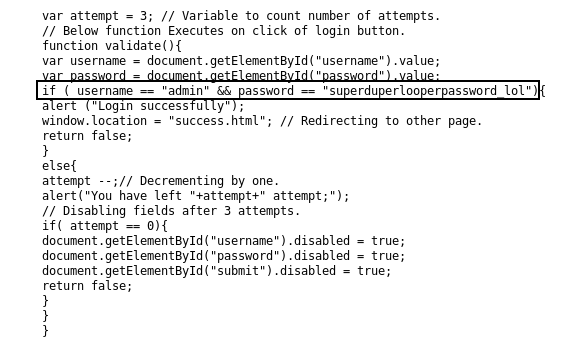 var attempt = 3; // Variable to count number of attempts.
// Below function Executes on click of login button.
function validate(){
var username = document.getElementById("username").value;
var password = document.getElementById("password").value;
if ( username == "admin" && password == "superduperlooperpassword_lol"){
alert ("Login successfully");
window.location = "success.html"; // Redirecting to other page.
return false;
}
else{
attempt --;// Decrementing by one.
alert("You have left "+attempt+" attempt;");
// Disabling fields after 3 attempts.
if( attempt == 0){
document.getElementById("username").disabled = true;
document.getElementById("password").disabled = true;
document.getElementById("submit").disabled = true;
return false;
}
}
}